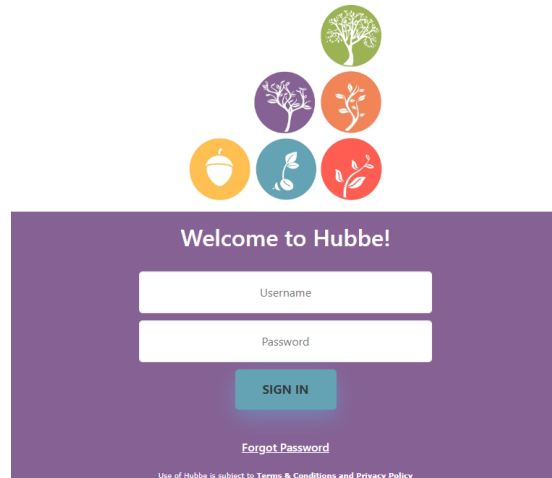 Welcome to Hubbe!
Username
Password
SIGN IN
Forgot Password
Use of Hubbe is subject to Terms & Conditions and Privacy Policy